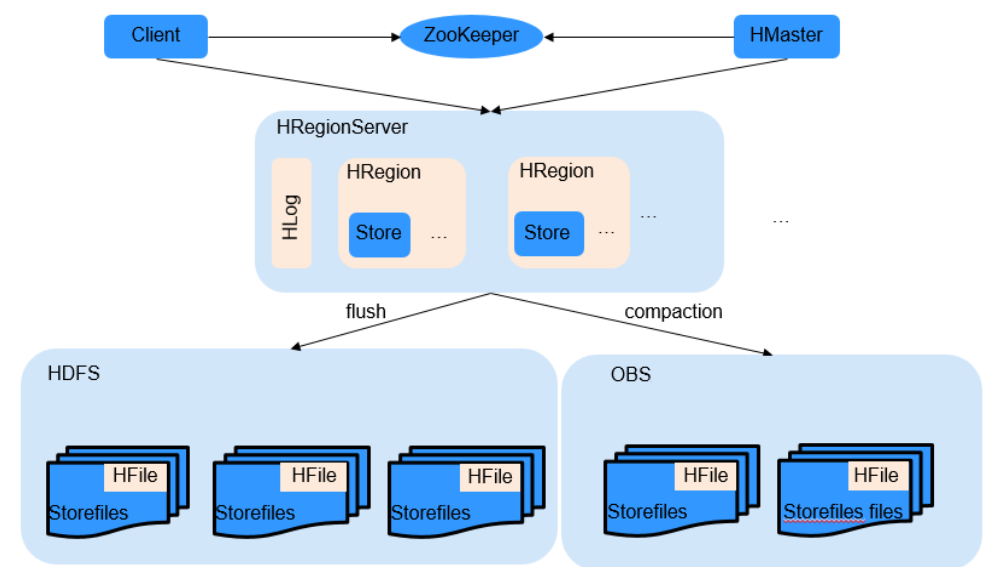 Client
ZooKeeper
HMaster
HRegionServer
HLog
HRegion
Store
...
HRegion
Store
...
...
...
flush
compaction
HDFS
HFile
Storefiles
HFile
Storefiles
HFile
Storefiles
OBS
HFile
Storefiles
HFile
Storefiles files